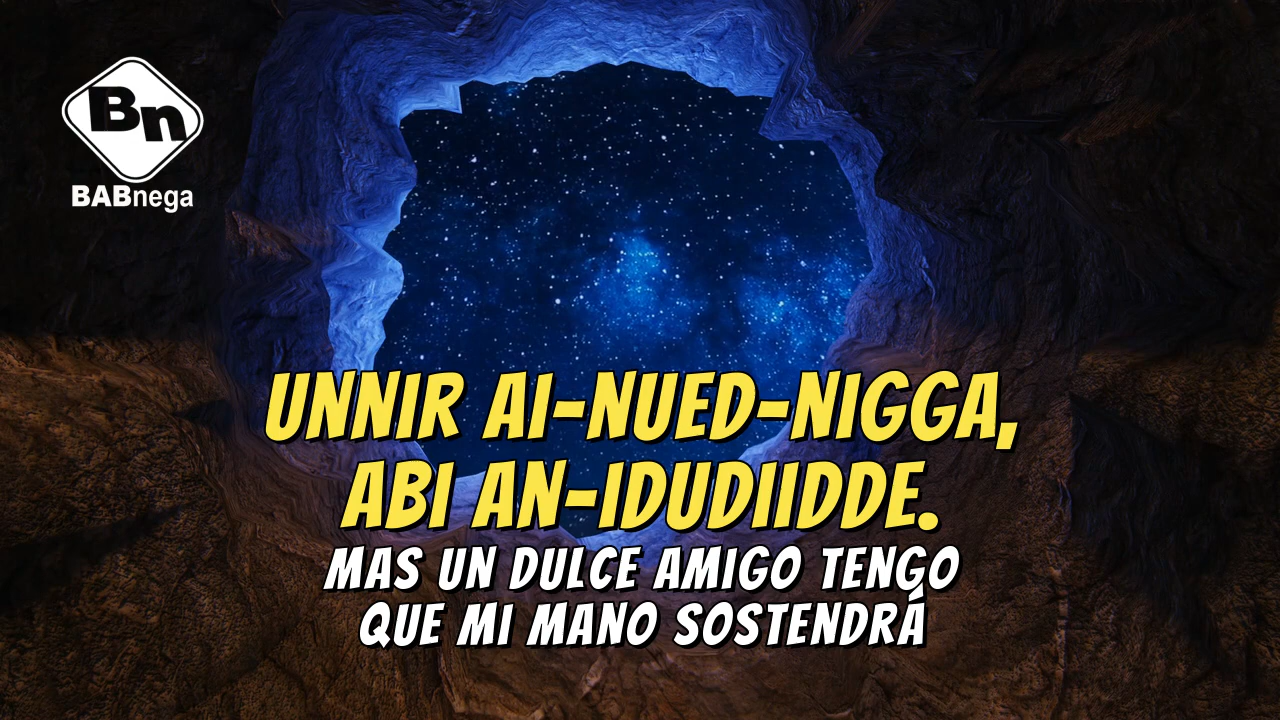 Bn
BABnega
UNNIR AI-NUED-NIGGA,
ABI AN-IDUDIIDDE.
MAS UN DULCE AMIGO TENGO
QUE MI MANO SOSTENDRÁ